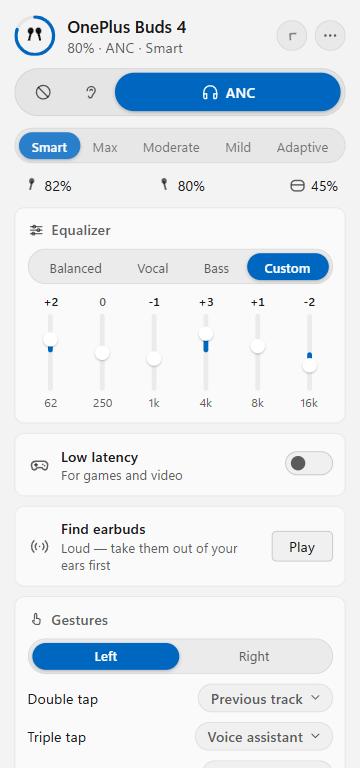 OnePlus Buds 4
80% · ANC · Smart
ANC
Smart Max Moderate Mild Adaptive
82% 80% 45%
Equalizer
Balanced Vocal Bass Custom
+2 0 -1 +3 +1 -2
62 250 1k 4k 8k 16k
Low latency
For games and video
Find earbuds
Loud — take them out of your
ears first
Play
Gestures
Left Right
Double tap Previous track
Triple tap Voice assistant